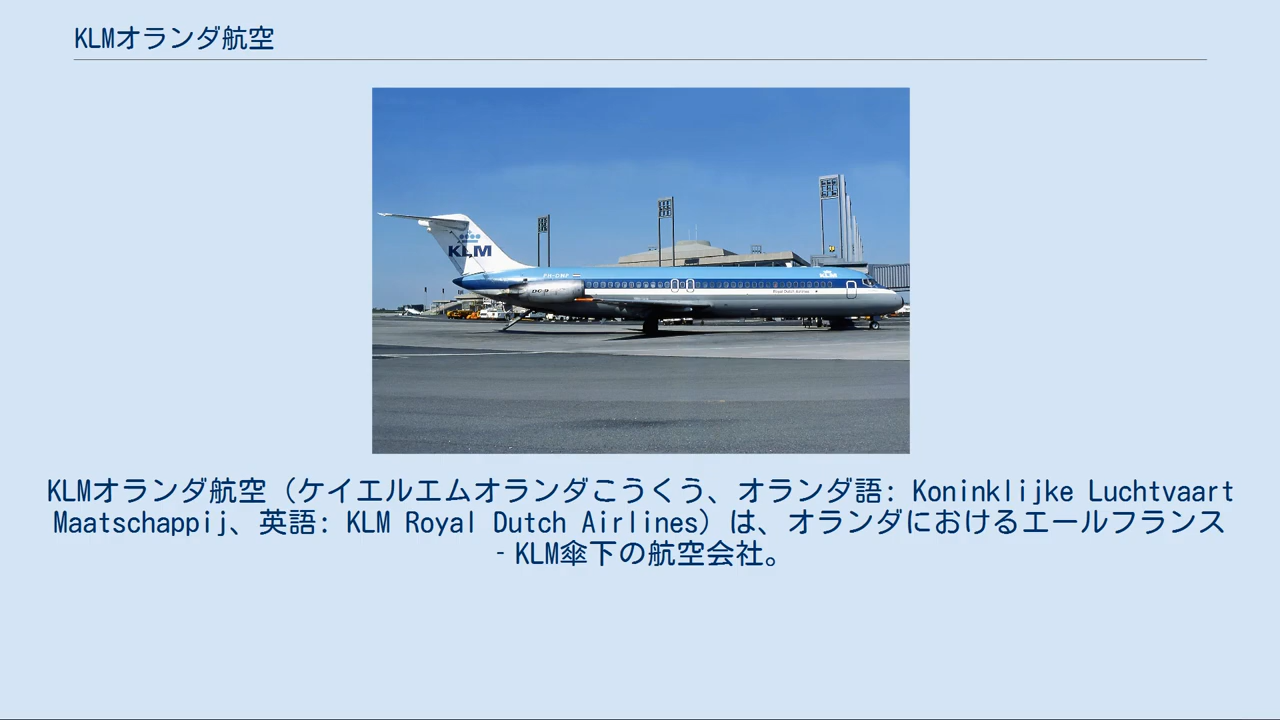 KLMオランダ航空
KLM
KLMオランダ航空（ケイエルエムオランダこうくう、オランダ語: Koninklijke Luchtvaart
Maatschappij、英語: KLM Royal Dutch Airlines）は、オランダにおけるエールフランス
‐KLM傘下の航空会社。